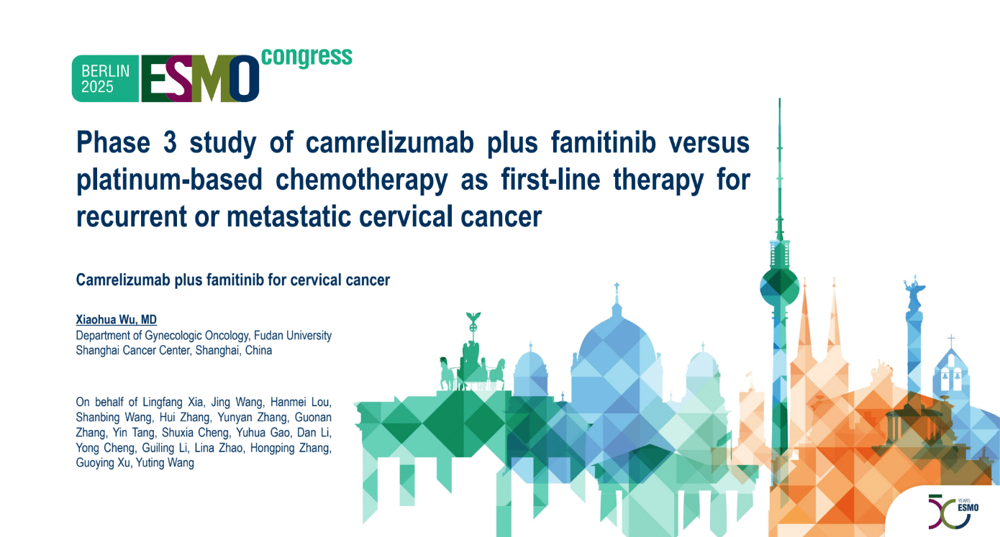 BERLIN
2025
ESMO
congress
Phase 3 study of camrelizumab plus famitinib versus
platinum-based chemotherapy as first-line therapy for
recurrent or metastatic cervical cancer
Camrelizumab plus famitinib for cervical cancer
Xiaohua Wu, MD
Department of Gynecologic Oncology, Fudan University
Shanghai Cancer Center, Shanghai, China
On behalf of Lingfang Xia, Jing Wang, Hanmei Lou,
Shanbing Wang, Hui Zhang, Yunyan Zhang, Guonan
Zhang, Yin Tang, Shuxia Cheng, Yuhua Gao, Dan Li,
Yong Cheng, Guiling Li, Lina Zhao, Hongping Zhang,
Guoying Xu, Yuting Wang
50 YEARS
ESMO